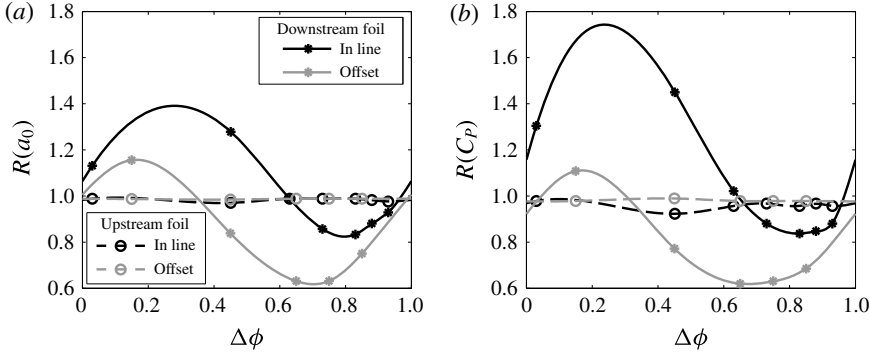 (a)
1.8
1.6
1.4
1.2
1.0
0.8
0.6
R(a₀)
Downstream foil
In line
Offset
Upstream foil
In line
Offset
0 0.2 0.4 0.6 0.8 1.0
Δϕ
(b)
1.8
1.6
1.4
1.2
1.0
0.8
0.6
R(C_P)
0 0.2 0.4 0.6 0.8 1.0
Δϕ